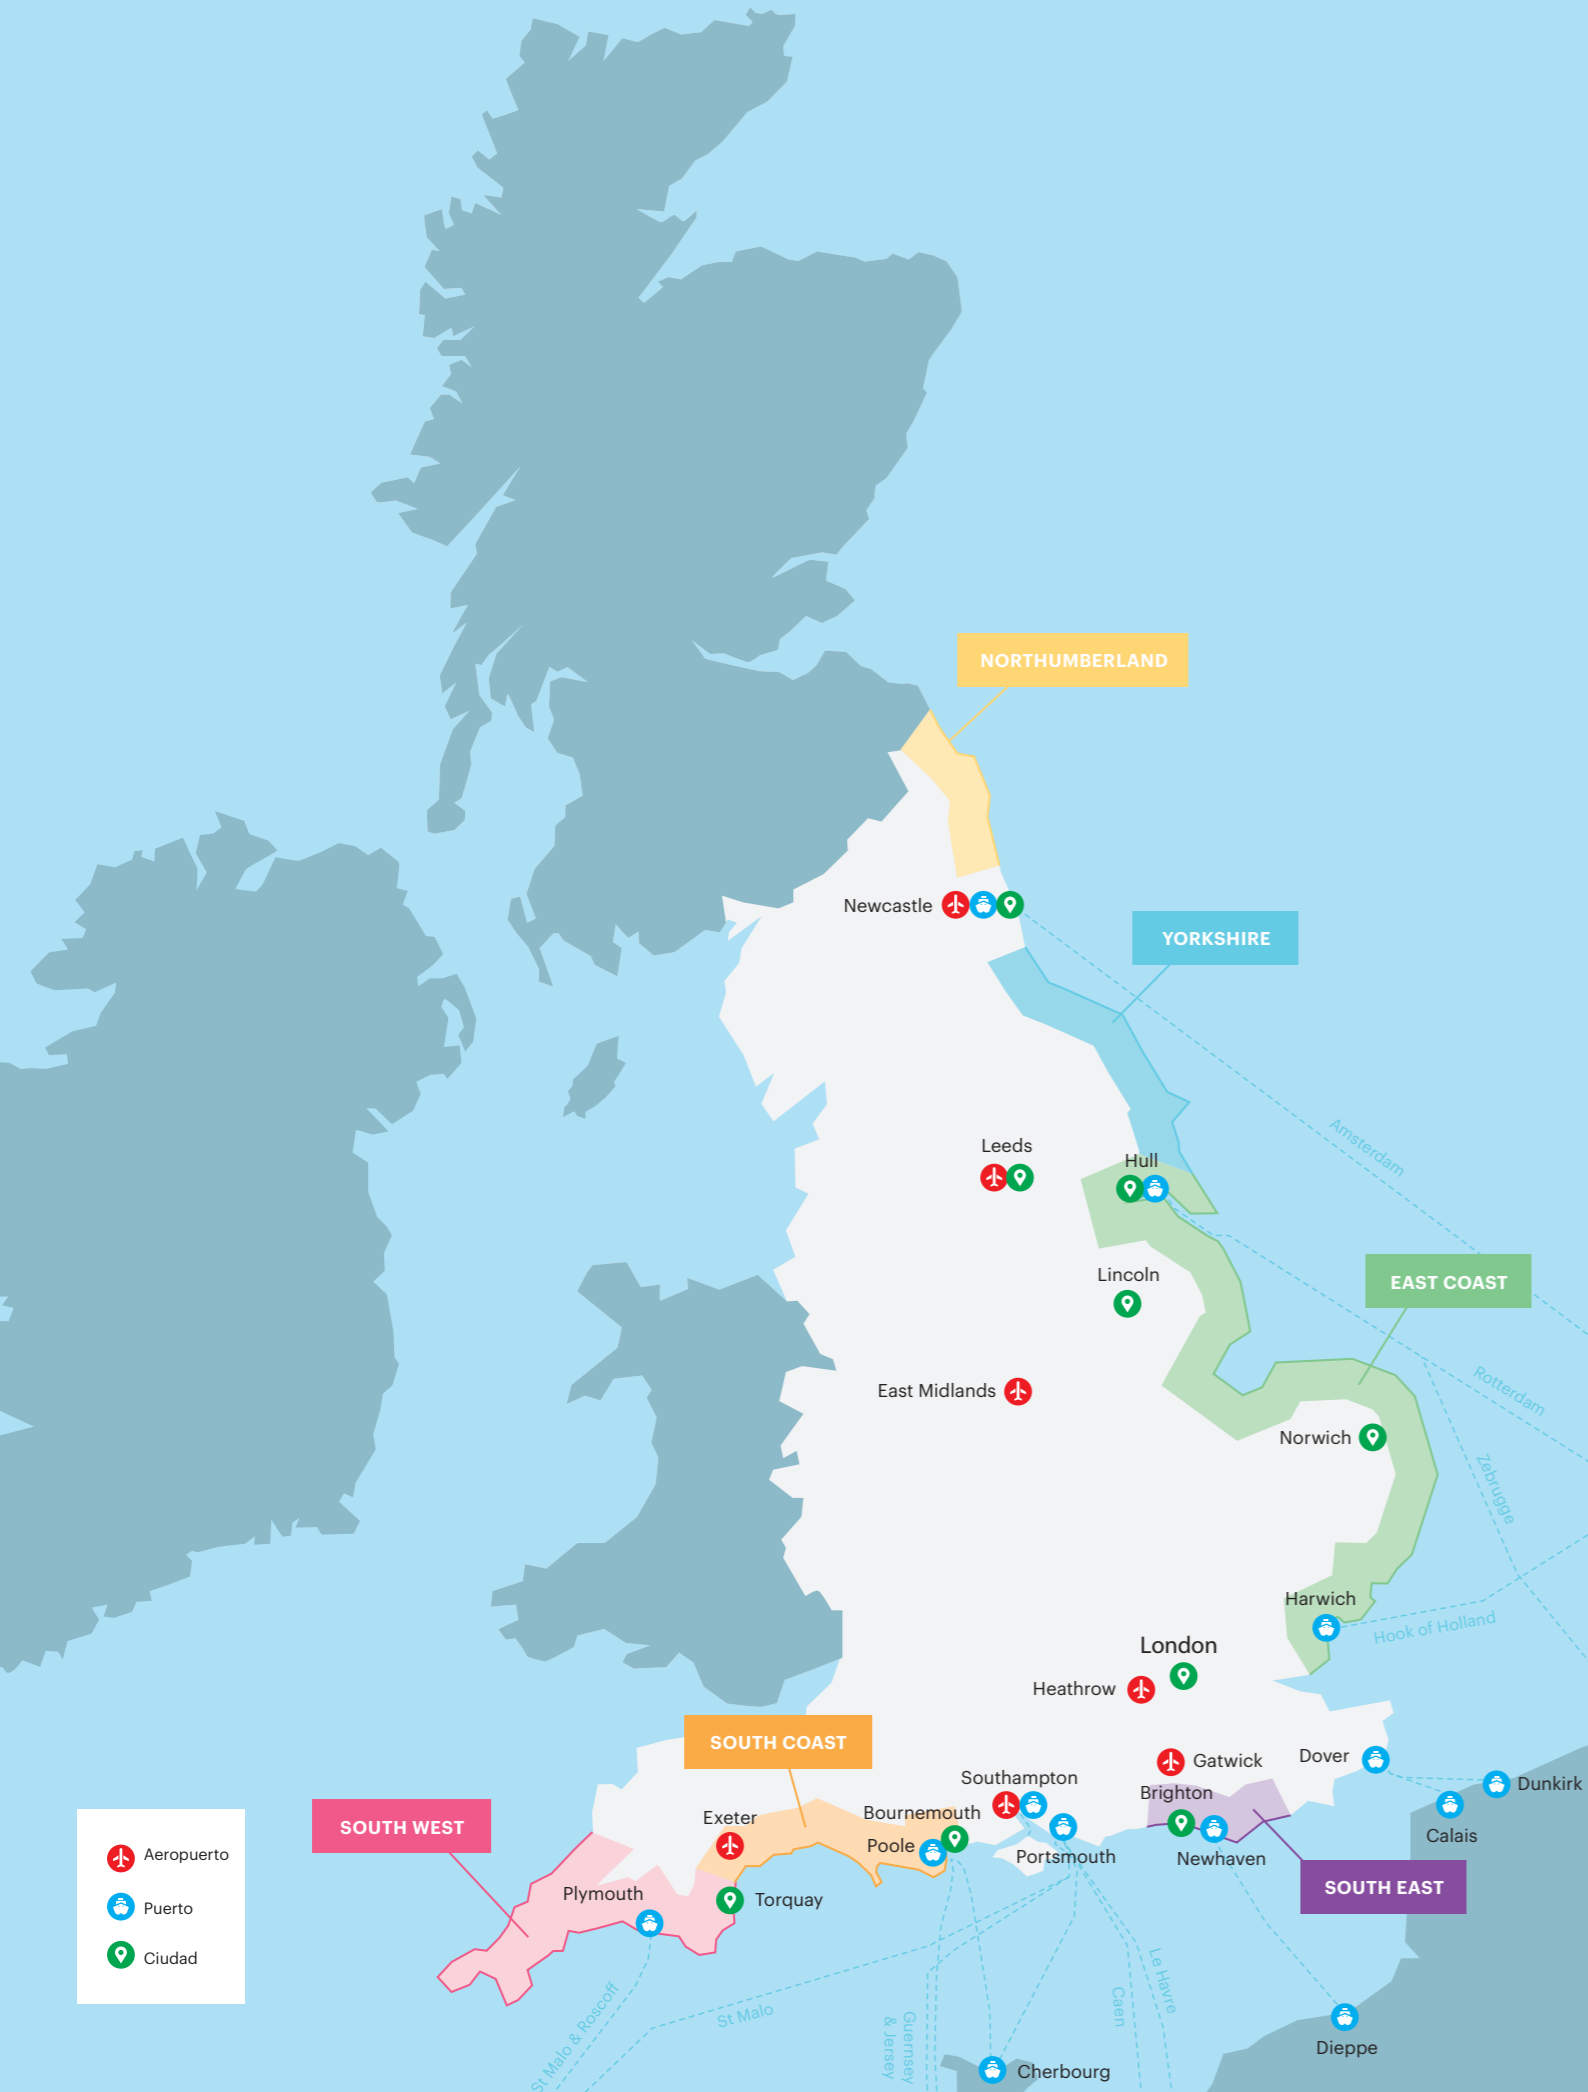 NORTHUMBERLAND
Newcastle
YORKSHIRE
Amsterdam
Leeds
Hull
Lincoln
EAST COAST
East Midlands
Rotterdam
Norwich
Zebrugge
Harwich
Hook of Holland
London
Heathrow
SOUTH COAST
Gatwick
Dover
Southampton
Dunkirk
Brighton
Bournemouth
Exeter
SOUTH WEST
Poole
Calais
Portsmouth
Newhaven
Aeropuerto
Puerto
Ciudad
Plymouth
Torquay
SOUTH EAST
St Malo & Roscoff
St Malo
Guernsey
& Jersey
Caen
Le Havre
Dieppe
Cherbourg